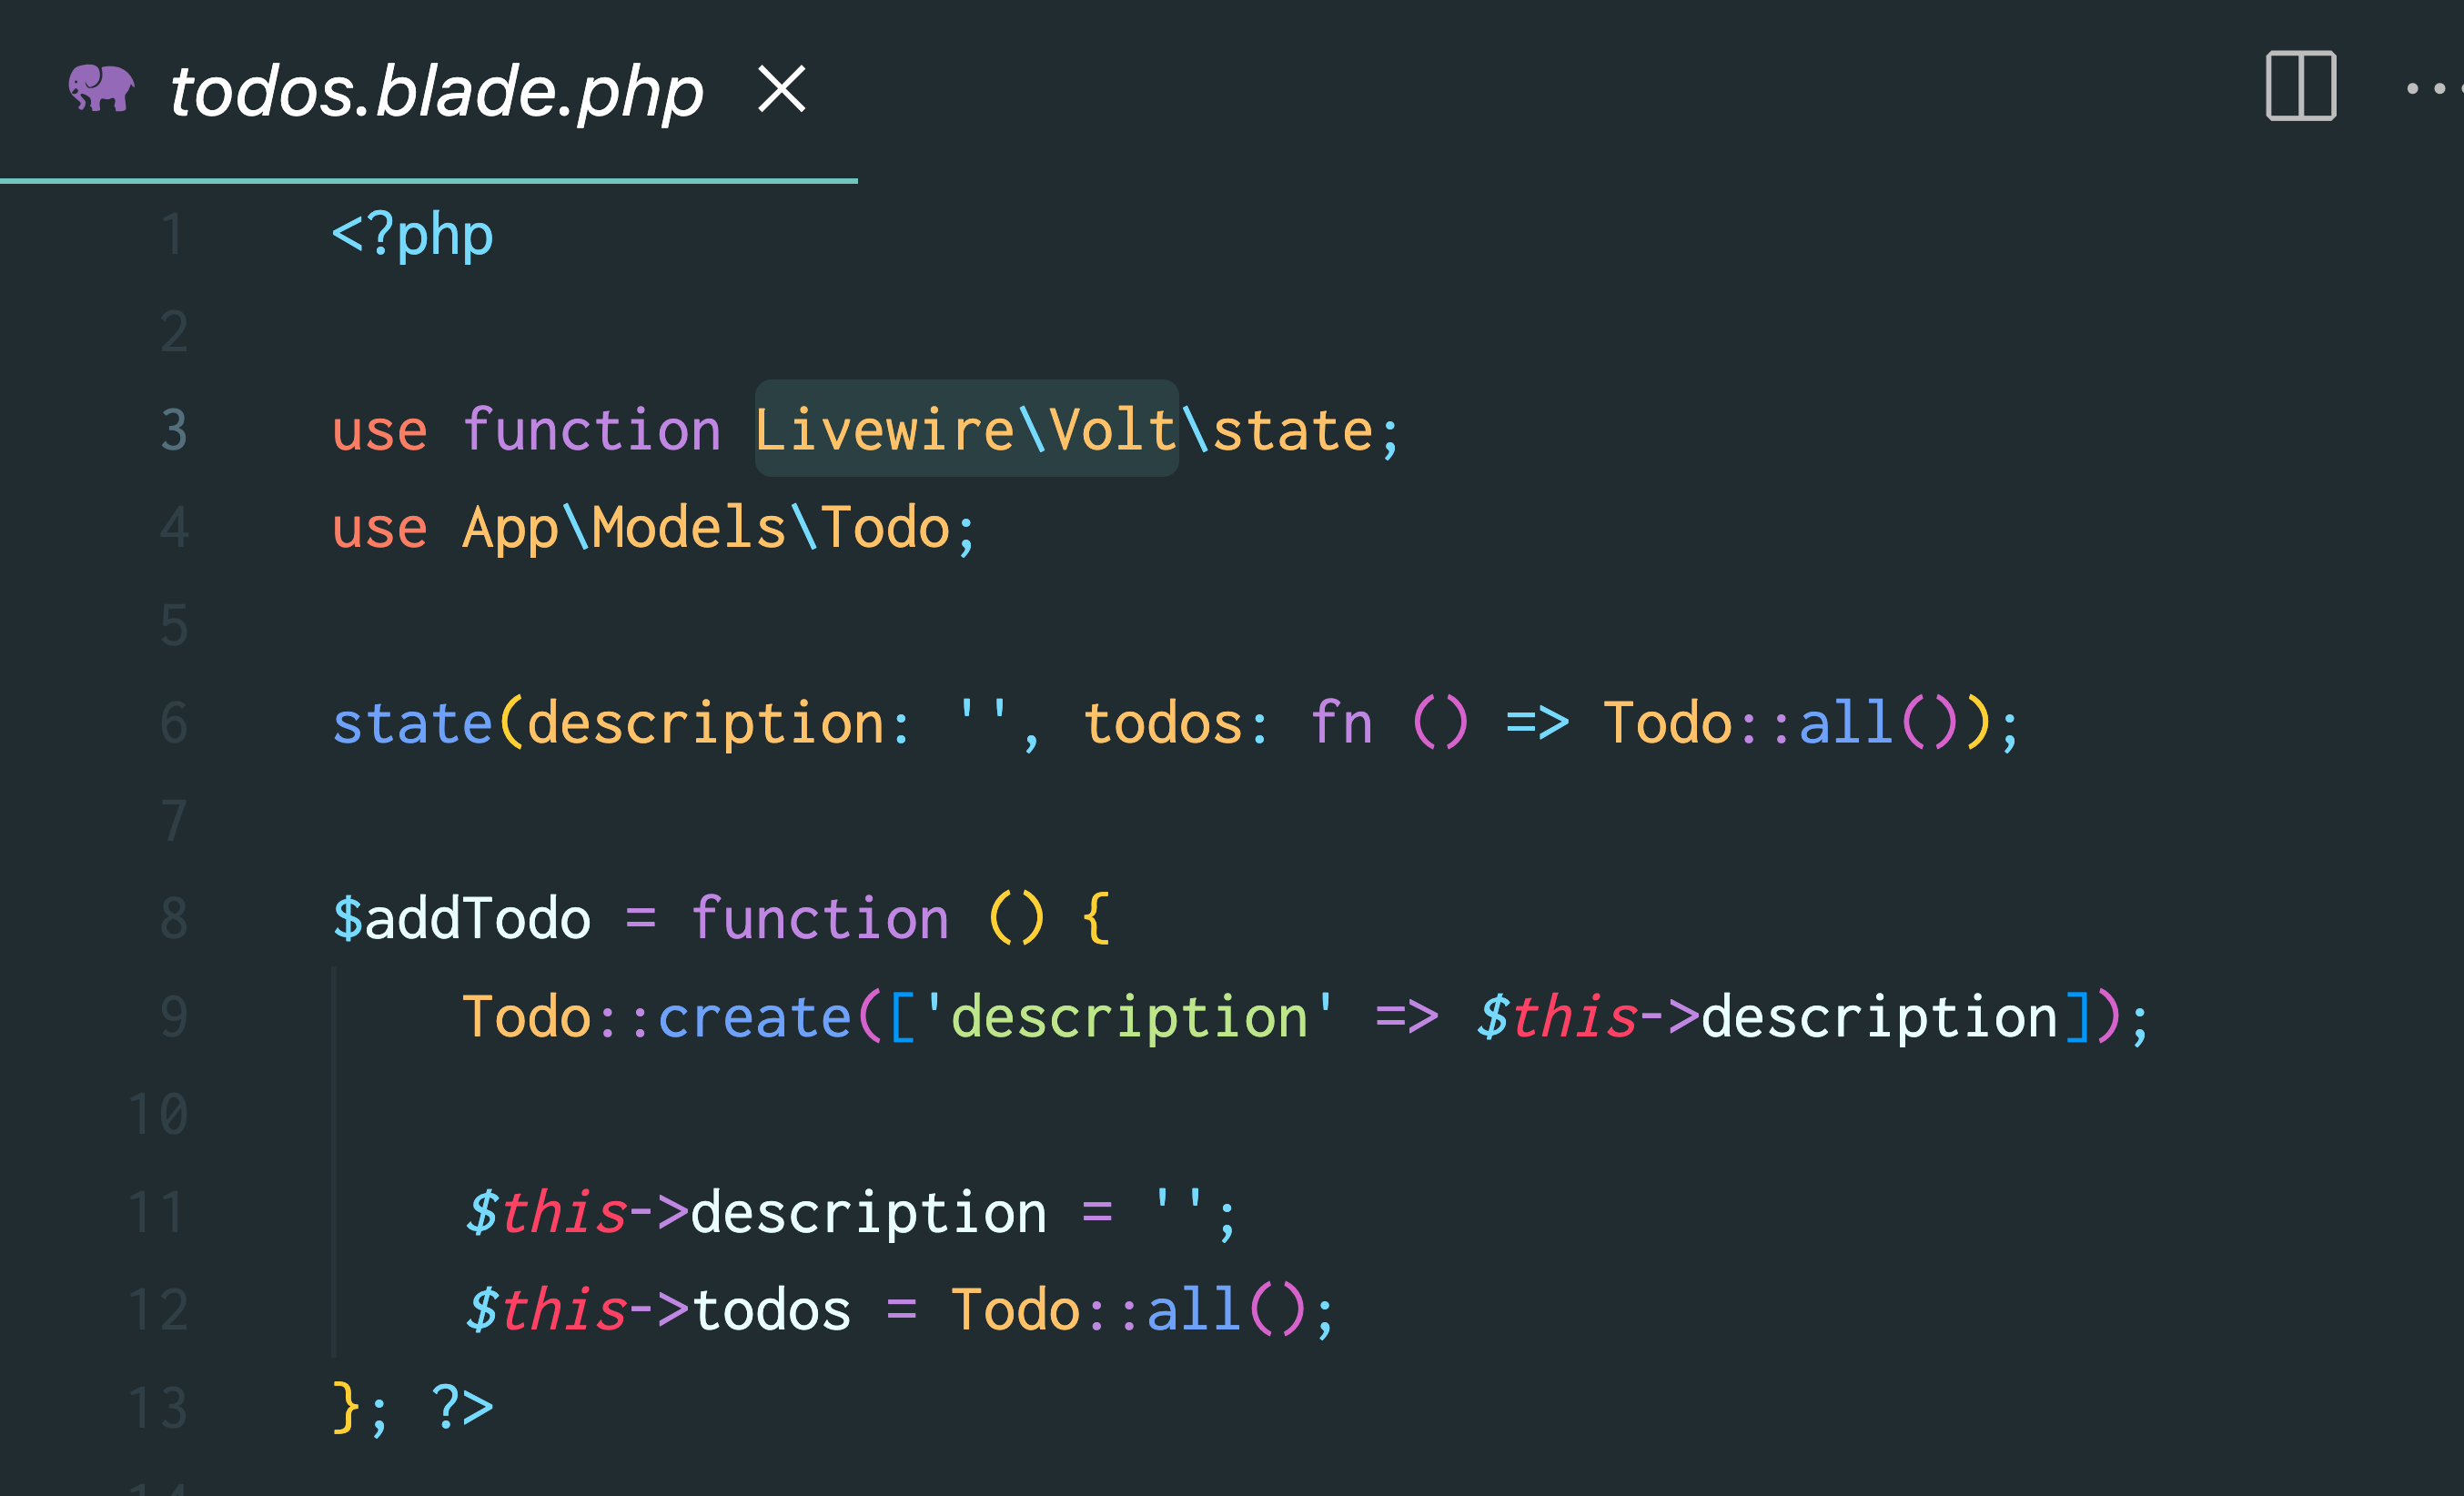 todos.blade.php
1 <?php
2
3 use function Livewire\Volt\state;
4 use App\Models\Todo;
5
6 state(description: '', todos: fn () => Todo::all());
7
8 $addTodo = function () {
9 Todo::create(['description' => $this->description]);
10
11 $this->description = '';
12 $this->todos = Todo::all();
13 }; ?>